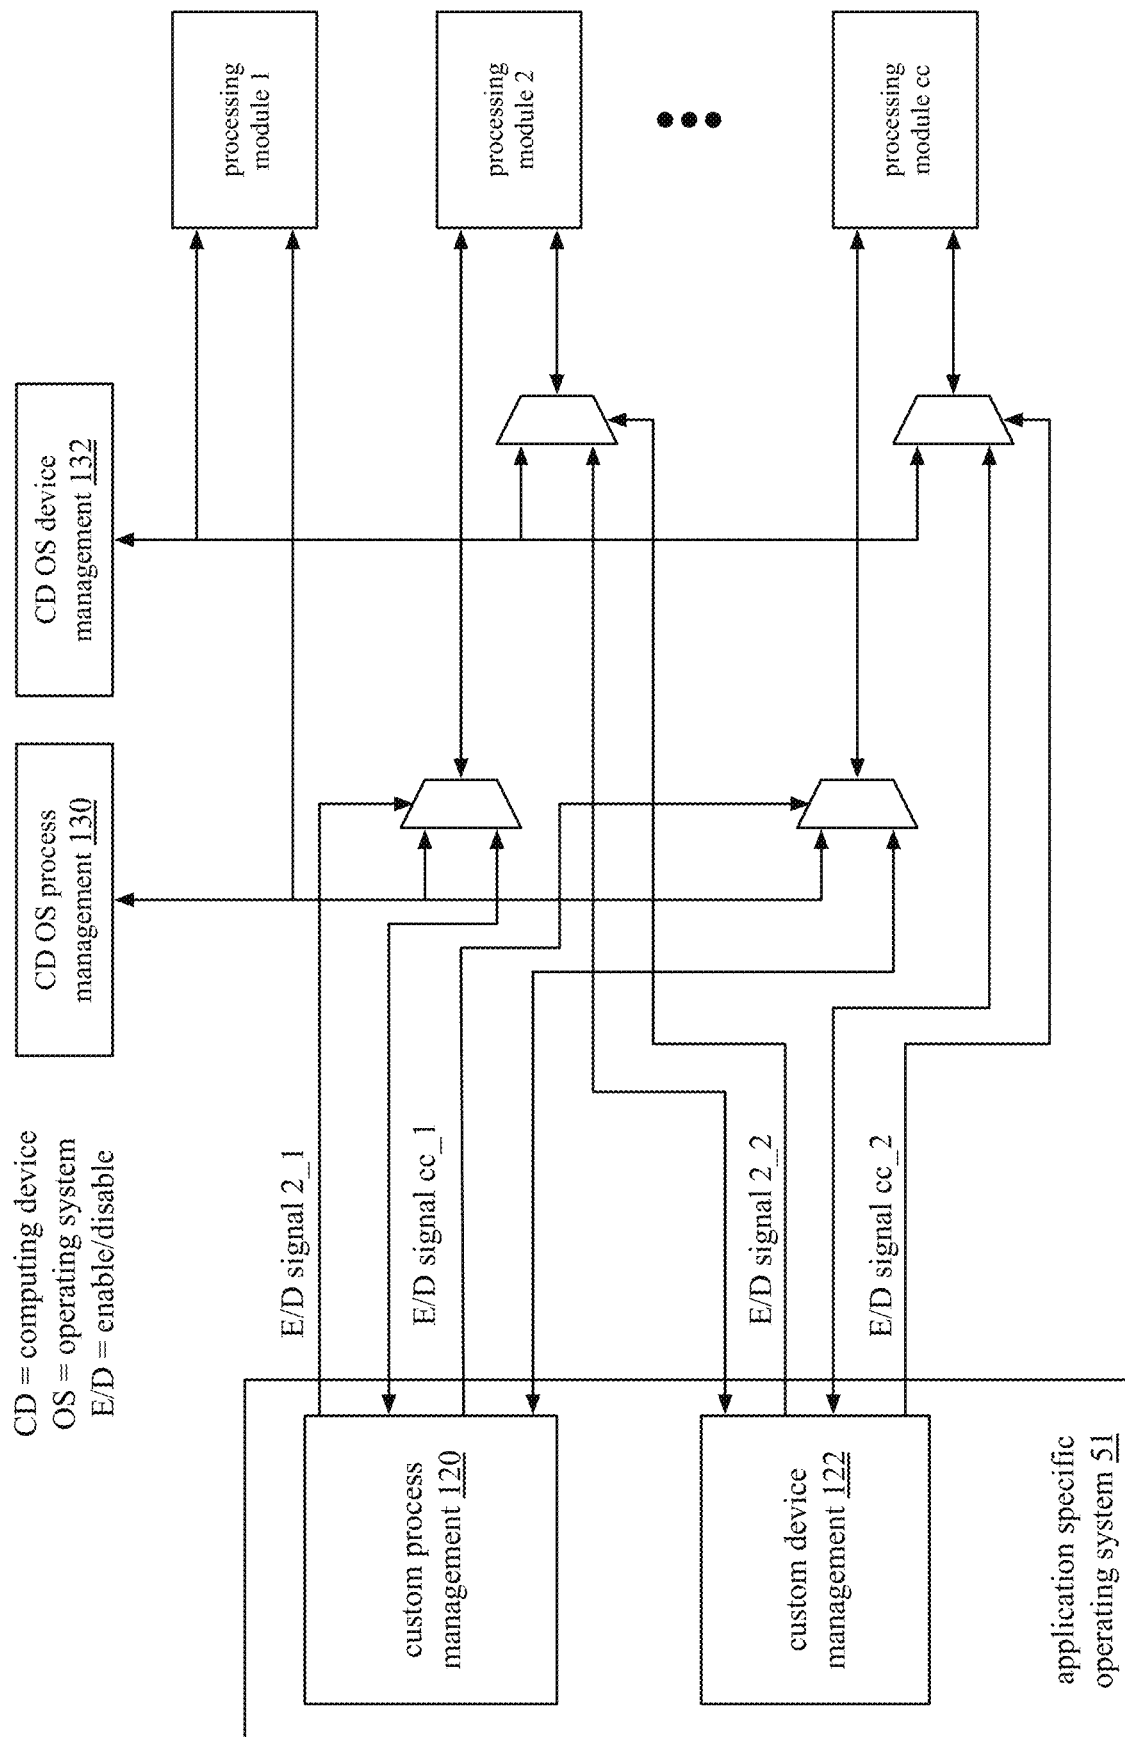 CD = computing device
OS = operating system
E/D = enable/disable
CD OS process
management 130
CD OS device
management 132
processing
module 1
E/D signal 2_1
custom process
management 120
E/D signal cc_1
processing
module 2
custom device
management 122
E/D signal 2_2
E/D signal cc_2
processing
module cc
application specific
operating system 51